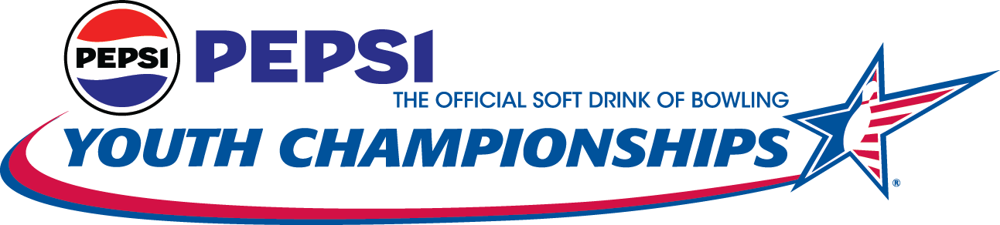 PEPSI
PEPSI
THE OFFICIAL SOFT DRINK OF BOWLING
YOUTH CHAMPIONSHIPS
®